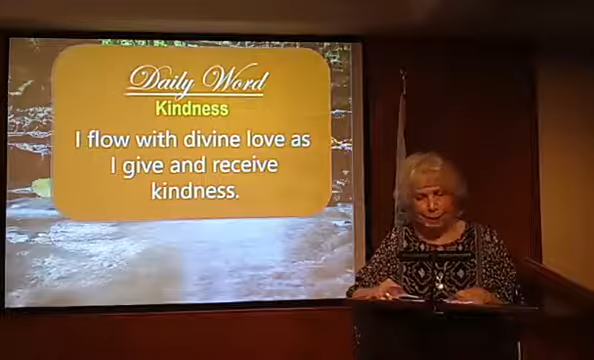 Daily Word
Kindness
I flow with divine love as
I give and receive
kindness.